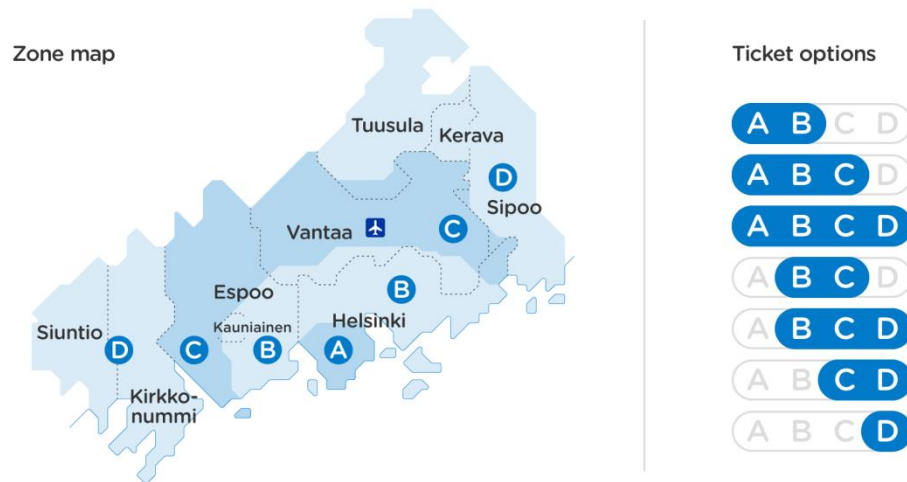 Zone map
Tuusula
Kerava
D
Sipoo
Vantaa
C
Espoo
B
Kauniainen
Helsinki
Siuntio
D
C
B
A
Kirkko-
nummi
Ticket options
A B C D
A B C D
A B C D
A B C D
A B C D
A B C D
A B C D